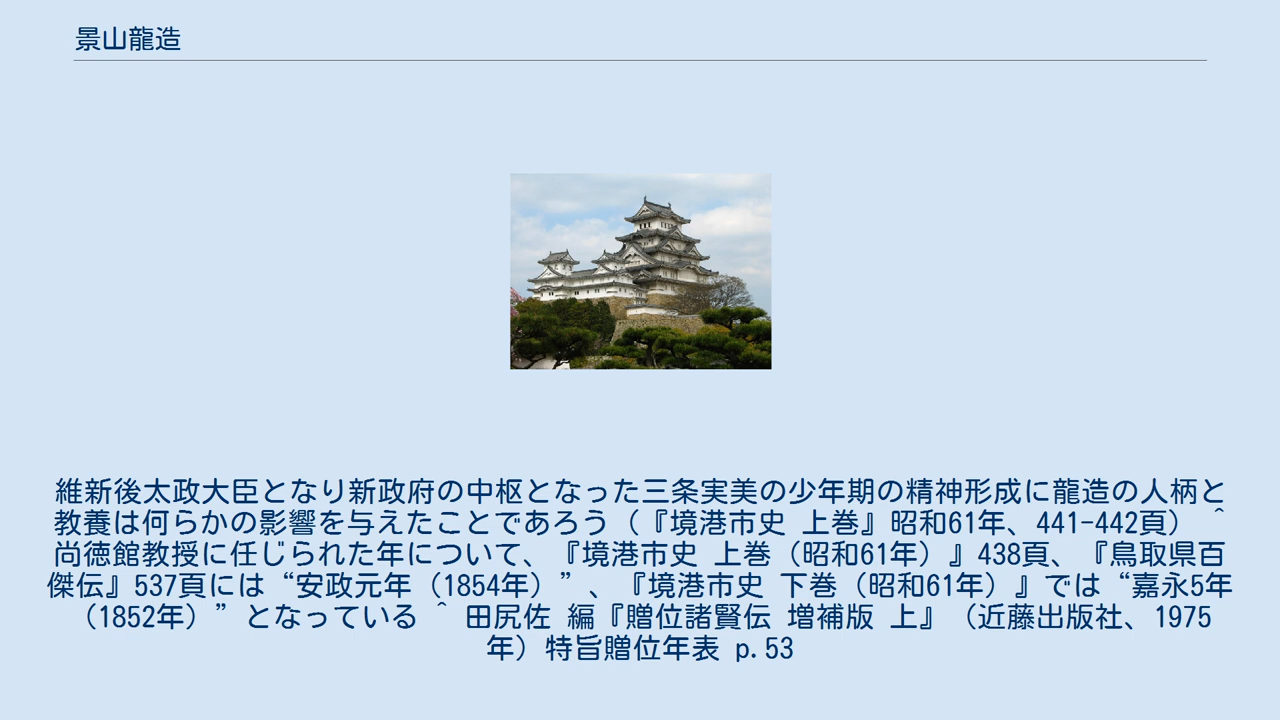 景山龍造
維新後太政大臣となり新政府の中枢となった三条実美の少年期の精神形成に龍造の人柄と
教養は何らかの影響を与えたことであろう（『境港市史 上巻』昭和61年、441-442頁） ^
尚徳館教授に任じられた年について、『境港市史 上巻（昭和61年）』438頁、『鳥取県百
傑伝』537頁には“安政元年（1854年）”、『境港市史 下巻（昭和61年）』では“嘉永5年
（1852年）”となっている ^ 田尻佐 編『贈位諸賢伝 増補版 上』（近藤出版社、1975
年）特旨贈位年表 p.53